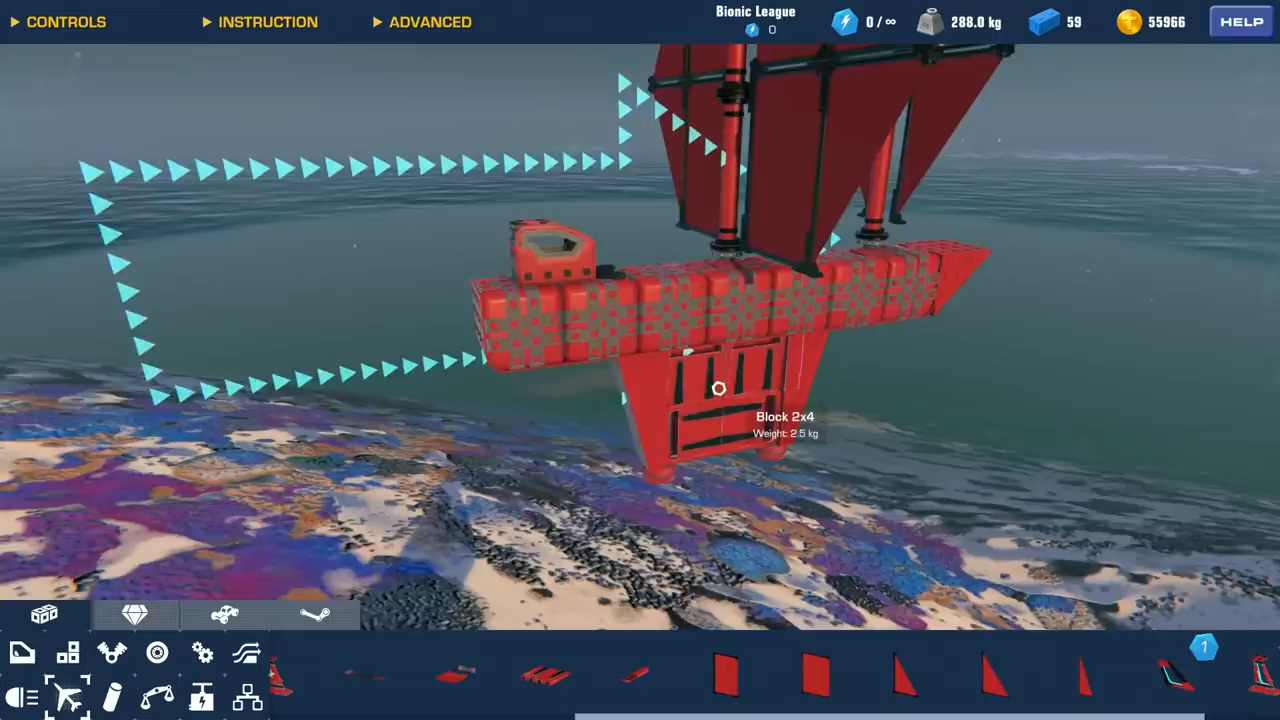 CONTROLS
INSTRUCTION
ADVANCED
Bionic League
0
0 / ∞
288.0 kg
59
55966
HELP
Block 2x4
Weight: 2.5 kg
1